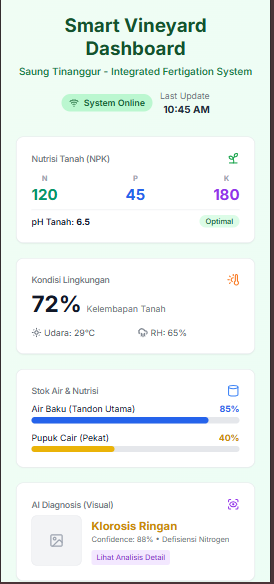 Smart Vineyard
Dashboard
Saung Tinanggur - Integrated Fertigation System
System Online
Last Update
10:45 AM
Nutrisi Tanah (NPK)
N P K
120 45 180
pH Tanah: 6.5 Optimal
Kondisi Lingkungan
72% Kelembapan Tanah
Udara: 29°C RH: 65%
Stok Air & Nutrisi
Air Baku (Tandon Utama) 85%
Pupuk Cair (Pekat) 40%
AI Diagnosis (Visual)
Klorosis Ringan
Confidence: 88% • Defisiensi Nitrogen
Lihat Analisis Detail